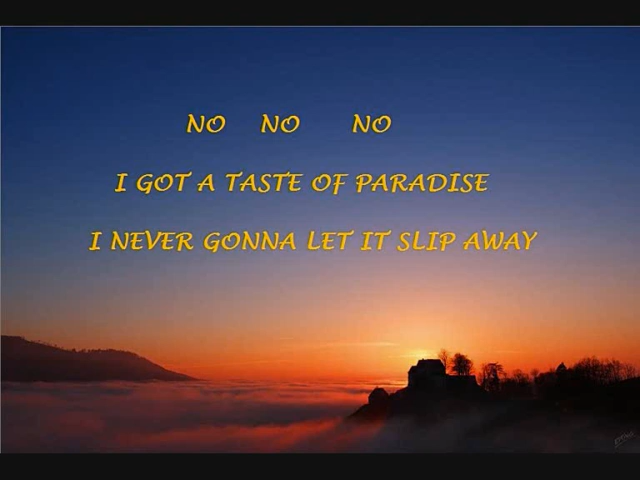 NO NO NO
I GOT A TASTE OF PARADISE
I NEVER GONNA LET IT SLIP AWAY